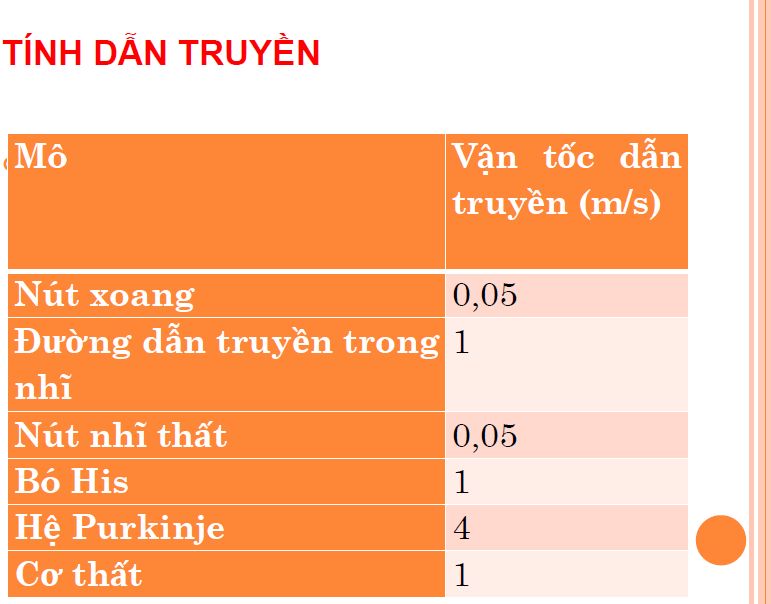 TÍNH DẪN TRUYỀN
Mô
Vận tốc dẫn
truyền (m/s)
Nút xoang
0,05
Đường dẫn truyền trong
nhĩ
1
Nút nhĩ thất
0,05
Bó His
1
Hệ Purkinje
4
Cơ thất
1